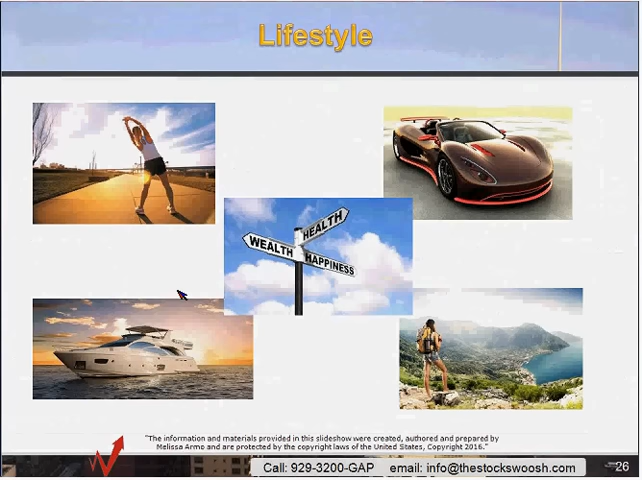 Lifestyle
HEALTH
WEALTH
HAPPINESS
"The information and materials provided in this slideshow were created, authored and prepared by
Melissa Armo and are protected by the copyright laws of the United States, Copyright 2016."
Call: 929-3200-GAP email: info@thestockswoosh.com
26